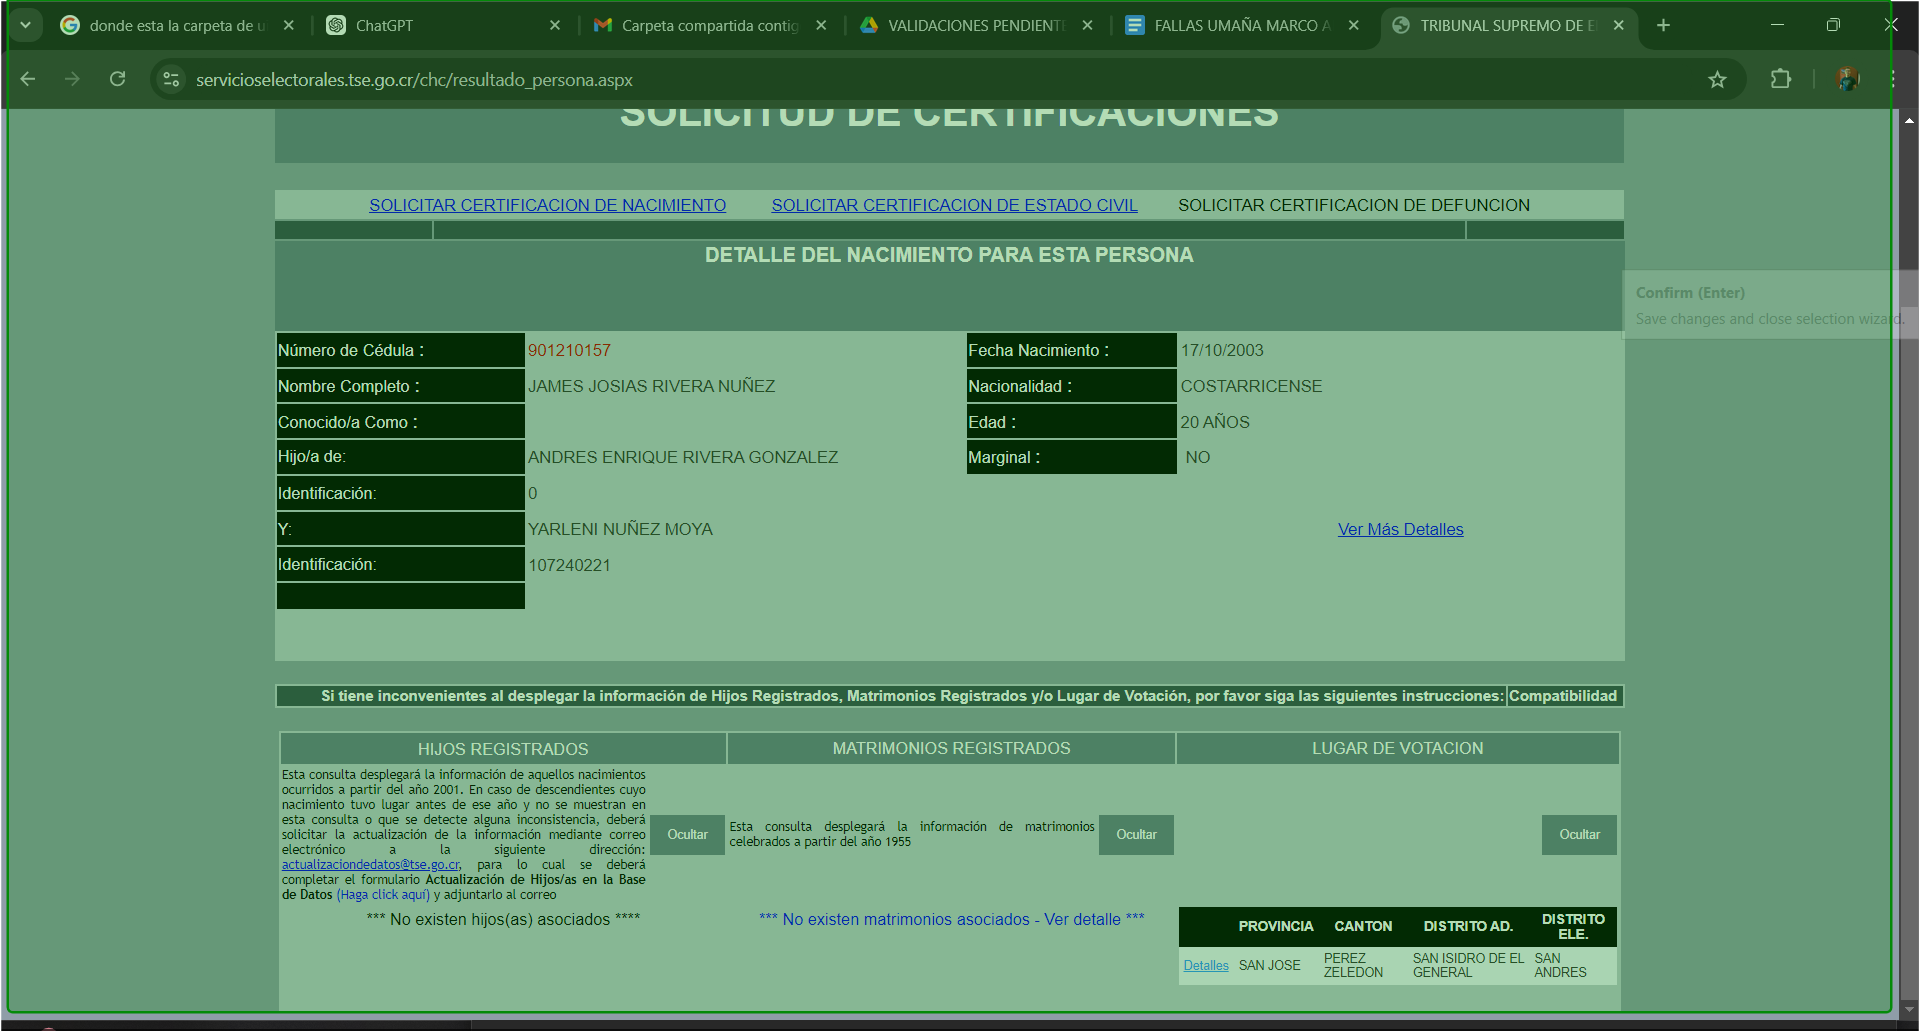 donde esta la carpeta de u
ChatGPT
Carpeta compartida contig
VALIDACIONES PENDIENTE
FALLAS UMAÑA MARCO A
TRIBUNAL SUPREMO DE E
servicioselectorales.tse.go.cr/chc/resultado_persona.aspx
SOLICITUD DE CERTIFICACIONES
SOLICITAR CERTIFICACION DE NACIMIENTO SOLICITAR CERTIFICACION DE ESTADO CIVIL SOLICITAR CERTIFICACION DE DEFUNCION
DETALLE DEL NACIMIENTO PARA ESTA PERSONA
Confirm (Enter)
Save changes and close selection wizard.
Número de Cédula : 901210157 Fecha Nacimiento : 17/10/2003
Nombre Completo : JAMES JOSIAS RIVERA NUÑEZ Nacionalidad : COSTARRICENSE
Conocido/a Como : Edad : 20 AÑOS
Hijo/a de: ANDRES ENRIQUE RIVERA GONZALEZ Marginal : NO
Identificación: 0
Y: YARLENI NUÑEZ MOYA Ver Más Detalles
Identificación: 107240221
Si tiene inconvenientes al desplegar la información de Hijos Registrados, Matrimonios Registrados y/o Lugar de Votación, por favor siga las siguientes instrucciones: Compatibilidad
HIJOS REGISTRADOS
Esta consulta desplegará la información de aquellos nacimientos
ocurridos a partir del año 2001. En caso de descendientes cuyo
nacimiento tuvo lugar antes de ese año y no se muestran en
esta consulta o que se detecte alguna inconsistencia, deberá
solicitar la actualización de la información mediante correo
electrónico a la siguiente dirección:
actualizaciondedatos@tse.go.cr, para lo cual se deberá
completar el formulario Actualización de Hijos/as en la Base
de Datos (Haga click aquí) y adjuntarlo al correo
Ocultar
*** No existen hijos(as) asociados ****
MATRIMONIOS REGISTRADOS
Esta consulta desplegará la información de matrimonios
celebrados a partir del año 1955
Ocultar
*** No existen matrimonios asociados - Ver detalle ***
LUGAR DE VOTACION
Ocultar
PROVINCIA CANTON DISTRITO AD. DISTRITO
ELE.
Detalles SAN JOSE PEREZ
ZELEDON SAN ISIDRO DE EL
GENERAL SAN
ANDRES